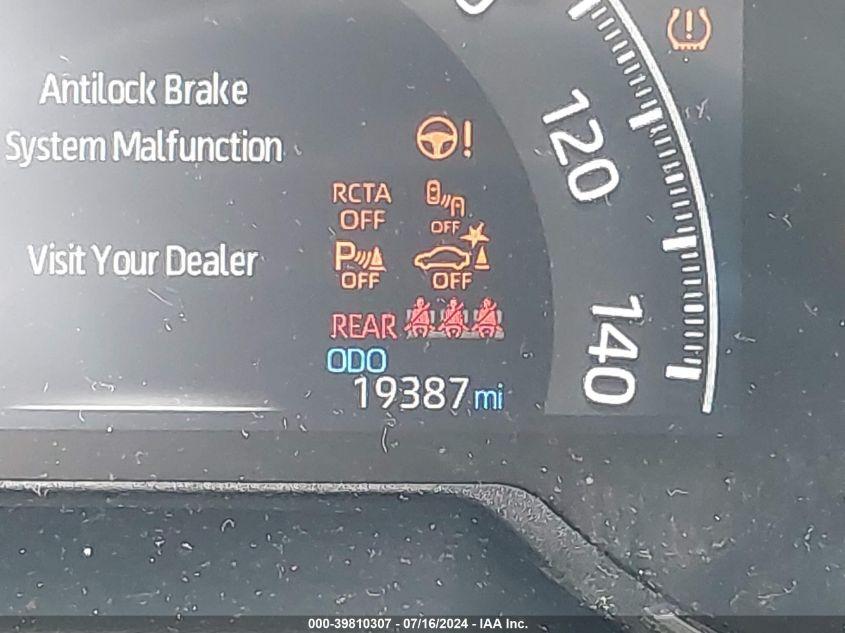 Antilock Brake
System Malfunction
Visit Your Dealer
!
RCTA
OFF
OFF
P
OFF
OFF
REAR
ODO
19387 mi
120
140
000-39810307 - 07/16/2024 - IAA Inc.